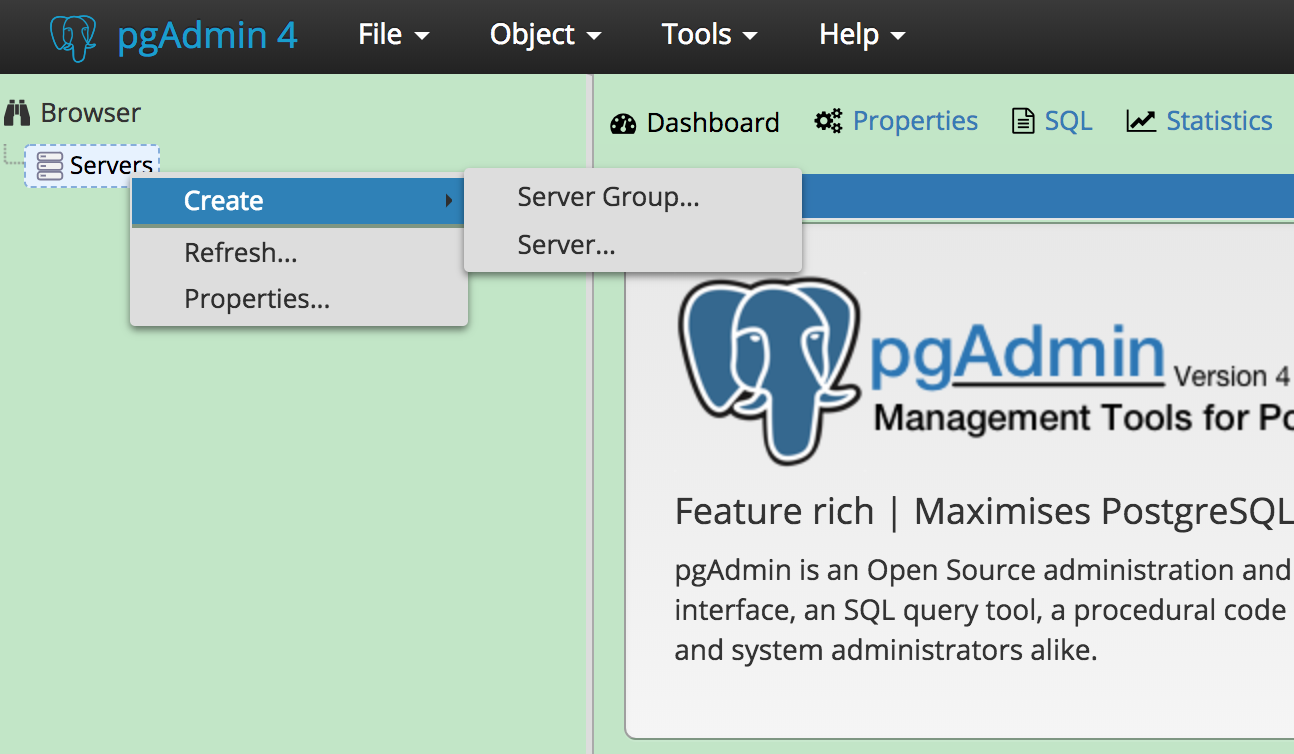 pgAdmin 4 File Object Tools Help
Browser
Servers
Create
Refresh...
Properties...
Server Group...
Server...
Dashboard Properties SQL Statistics
pgAdmin Version 4
Management Tools for Po
Feature rich | Maximises PostgreSQL
pgAdmin is an Open Source administration and
interface, an SQL query tool, a procedural code
and system administrators alike.